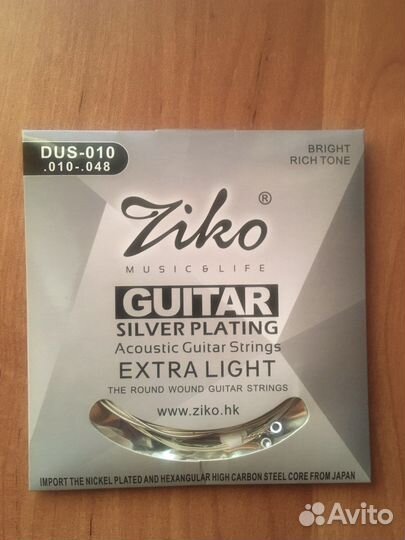 DUS-010
.010-.048
BRIGHT
RICH TONE
Ziko®
MUSIC & LIFE
GUITAR
SILVER PLATING
Acoustic Guitar Strings
EXTRA LIGHT
THE ROUND WOUND GUITAR STRINGS
www.ziko.hk
IMPORT THE NICKEL PLATED AND HEXANGULAR HIGH CARBON STEEL CORE FROM JAPAN
Avito